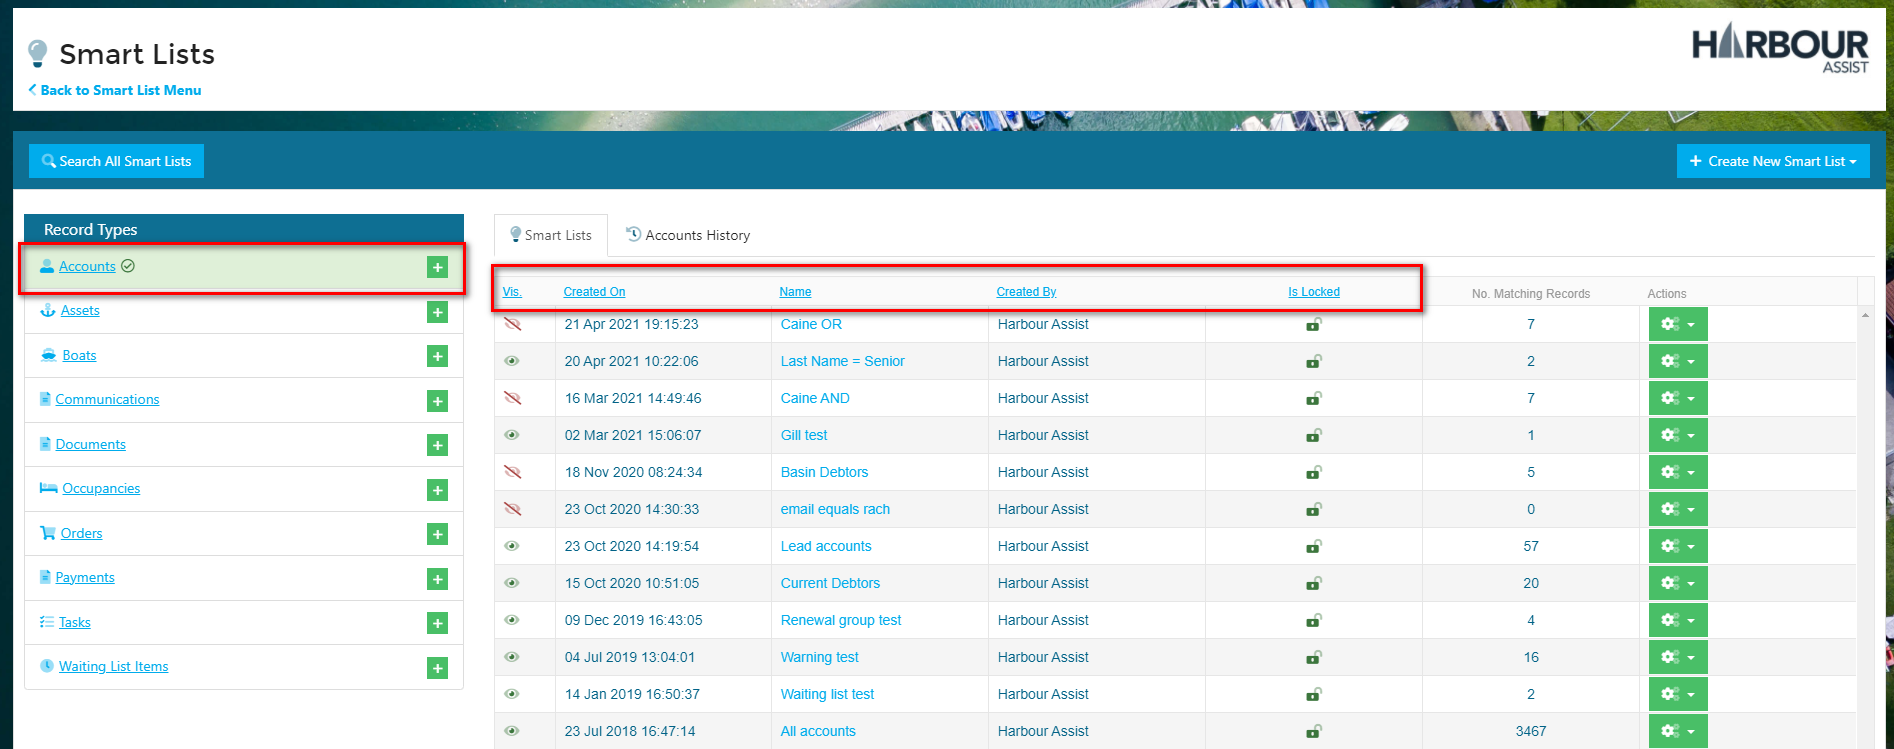 Smart Lists
Back to Smart List Menu
HARBOUR
ASSIST
Search All Smart Lists
Create New Smart List
Record Types
Accounts
Assets
Boats
Communications
Documents
Occupancies
Orders
Payments
Tasks
Waiting List Items
Smart Lists Accounts History
Vis. Created On Name Created By Is Locked No. Matching Records Actions
21 Apr 2021 19:15:23 Caine OR Harbour Assist 7
20 Apr 2021 10:22:06 Last Name = Senior Harbour Assist 2
16 Mar 2021 14:49:46 Caine AND Harbour Assist 7
02 Mar 2021 15:06:07 Gill test Harbour Assist 1
18 Nov 2020 08:24:34 Basin Debtors Harbour Assist 5
23 Oct 2020 14:30:33 email equals rach Harbour Assist 0
23 Oct 2020 14:19:54 Lead accounts Harbour Assist 57
15 Oct 2020 10:51:05 Current Debtors Harbour Assist 20
09 Dec 2019 16:43:05 Renewal group test Harbour Assist 4
04 Jul 2019 13:04:01 Warning test Harbour Assist 16
14 Jan 2019 16:50:37 Waiting list test Harbour Assist 2
23 Jul 2018 16:47:14 All accounts Harbour Assist 3467